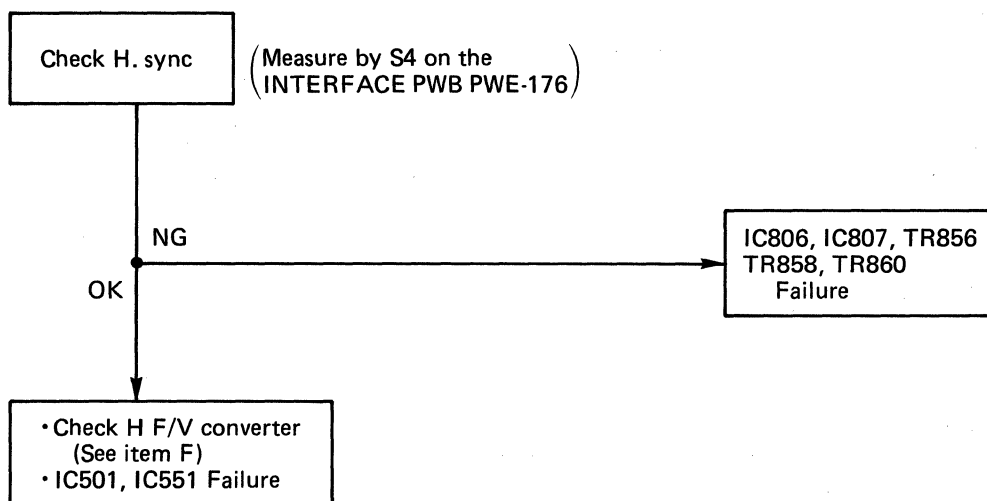 Check H. sync
(Measure by S4 on the
INTERFACE PWB PWE-176)
NG
IC806, IC807, TR856
TR858, TR860
Failure
OK
· Check H F/V converter
(See item F)
· IC501, IC551 Failure